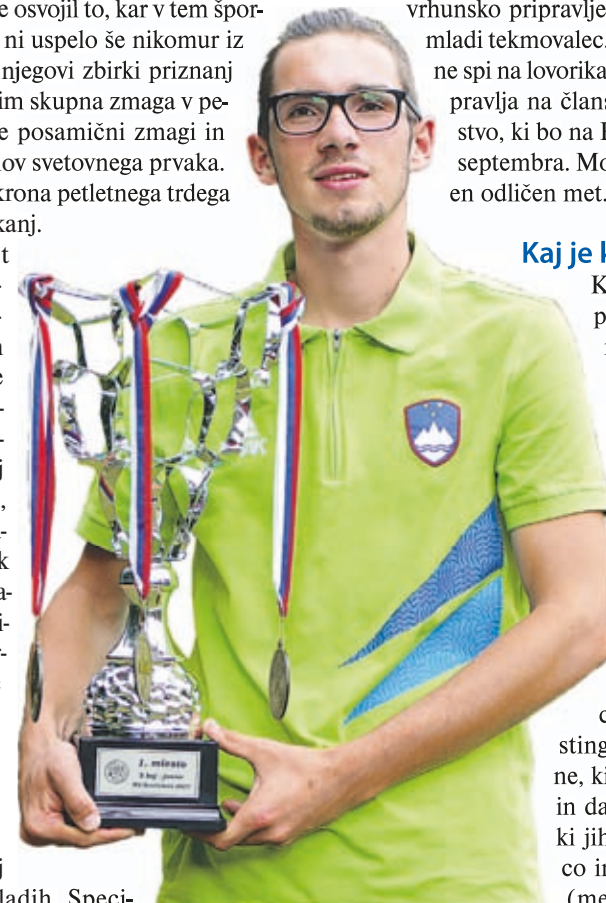 e osvojil to, kar v tem špor-
ni uspelo še nikomur iz
njegovi zbirki priznanj
im skupna zmaga v pe-
e posamični zmagi in
ov svetovnega prvaka.
krona petletnega trdega
kanj.
t
e
j
k
a-
i-
r-
j
ladih. Speci-
vrhunsko pripravlje
mladi tekmovalec.
ne spi na lovorika
pravlja na člans
stvo, ki bo na
septembra. Mo
en odličen met.
Kaj je k
K
p
sting
ne, ki
in da
ki jih
co in
(me
1. miesto